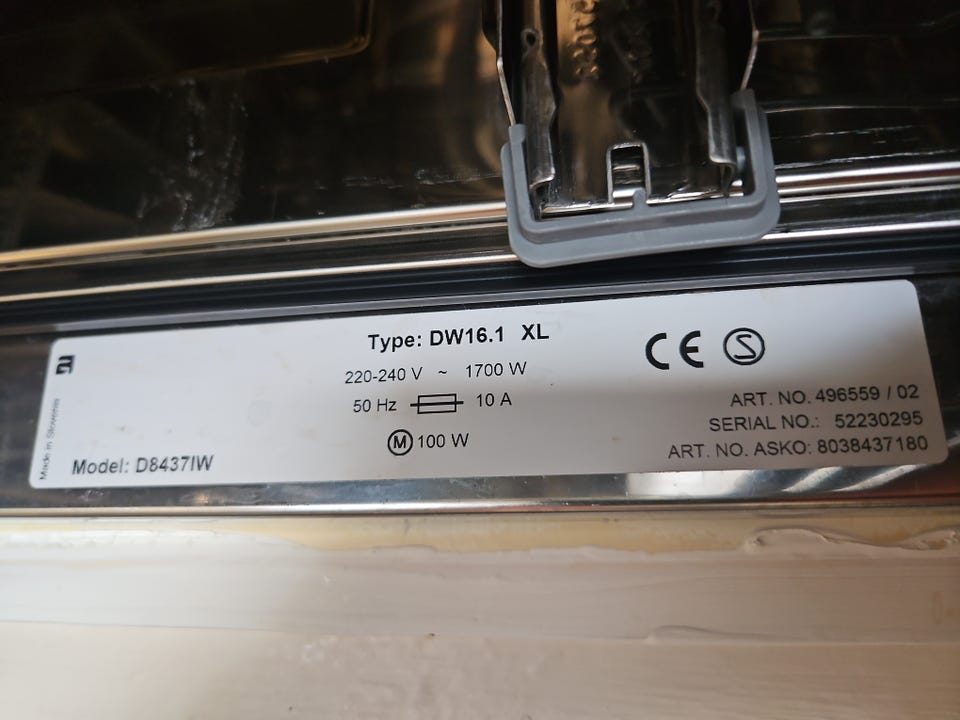 Type: DW16.1 XL
220-240 V ~ 1700 W
50 Hz 10 A
M 100 W
Made in Slovenia
Model: D8437IW
CE S
ART. NO. 496559 / 02
SERIAL NO.: 52230295
ART. NO. ASKO: 8038437180